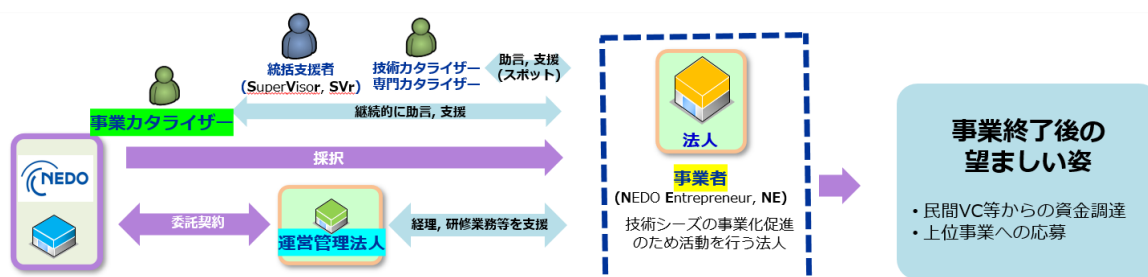 統括支援者
(SuperVisor, SVr)
技術カタライザー
専門カタライザー
助言, 支援
(スポット)
事業カタライザー
継続的に助言, 支援
NEDO
採択
委託契約
運営管理法人
経理, 研修業務等を支援
法人
事業者
(NEDO Entrepreneur, NE)
技術シーズの事業化促進
のため活動を行う法人
事業終了後の
望ましい姿
・民間VC等からの資金調達
・上位事業への応募